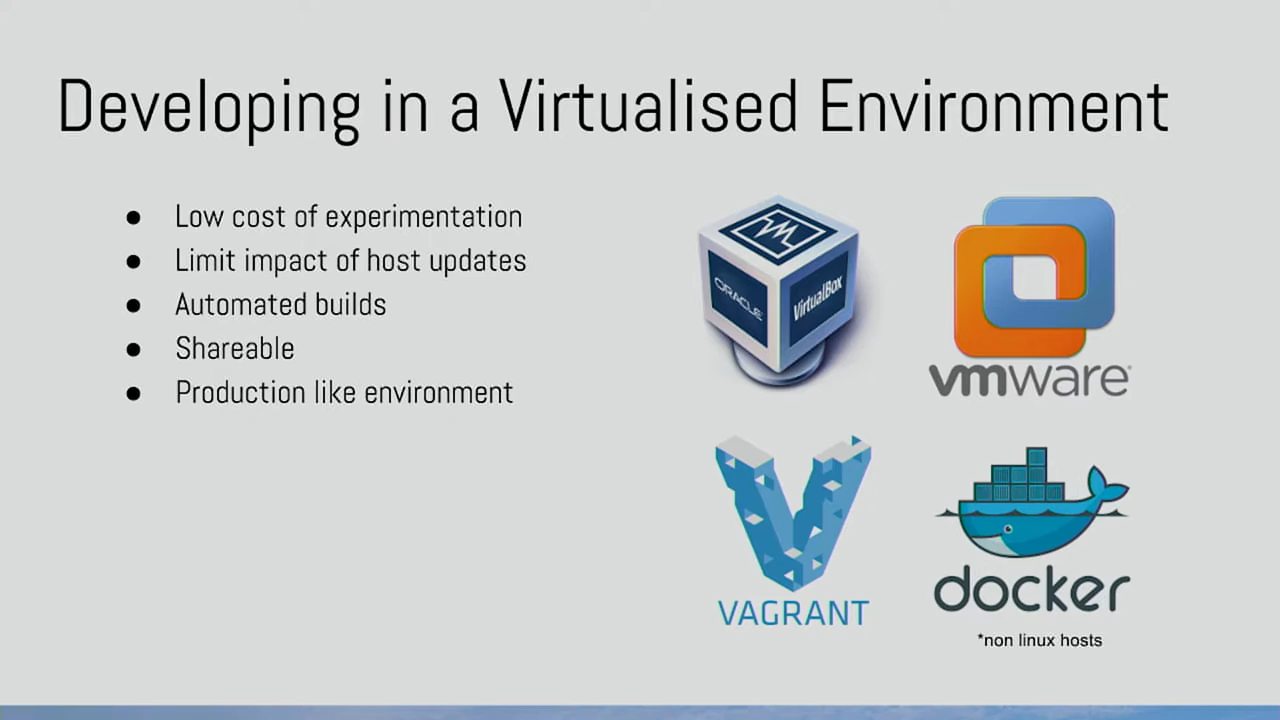 Developing in a Virtualised Environment
● Low cost of experimentation
● Limit impact of host updates
● Automated builds
● Shareable
● Production like environment
ORACLE
VirtualBox
vmware
VAGRANT
docker
*non linux hosts